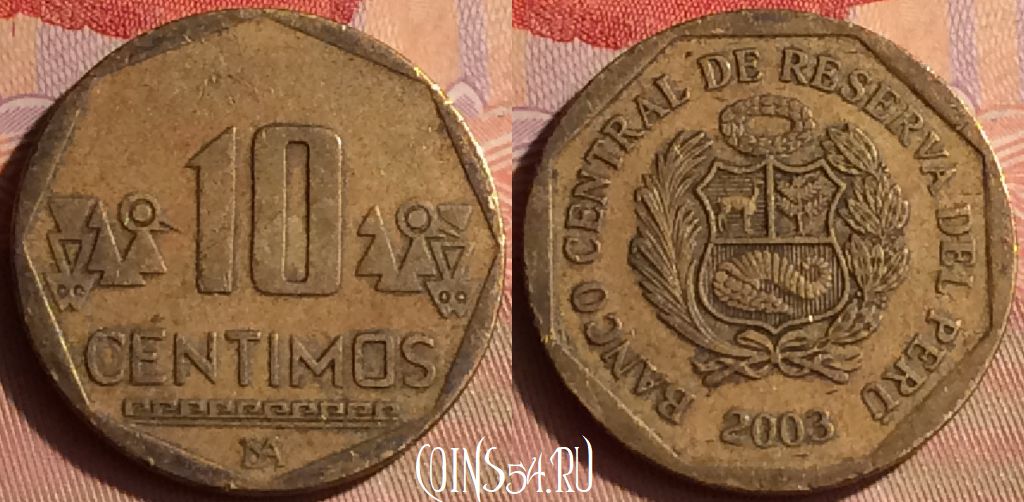 10
CENTIMOS
BANCO CENTRAL DE RESERVA DEL PERU
2003
COINS54.RU